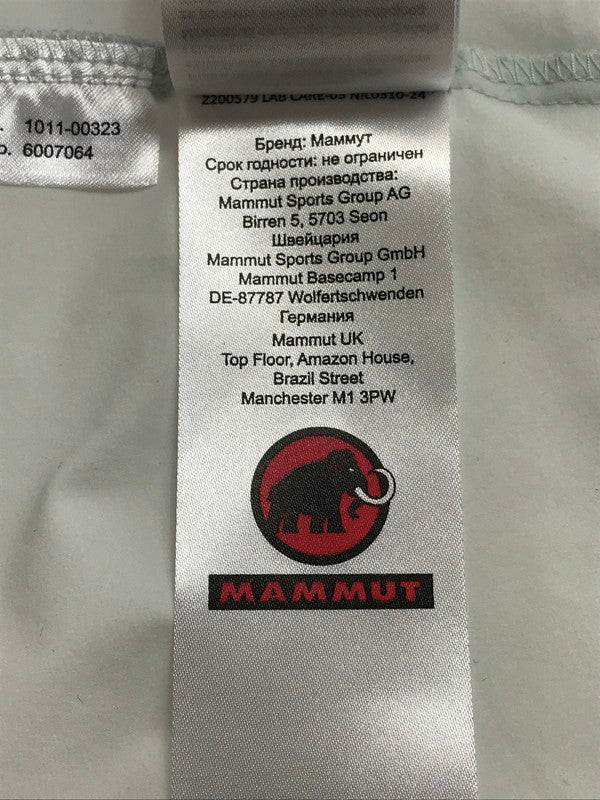 Z200579 LAB CARE-05 NIL0310-24
1011-00323
6007064
Бренд: Маммут
Срок годности: не ограничен
Страна производства:
Mammut Sports Group AG
Birren 5, 5703 Seon
Швейцария
Mammut Sports Group GmbH
Mammut Basecamp 1
DE-87787 Wolfertschwenden
Германия
Mammut UK
Top Floor, Amazon House,
Brazil Street
Manchester M1 3PW
MAMMUT